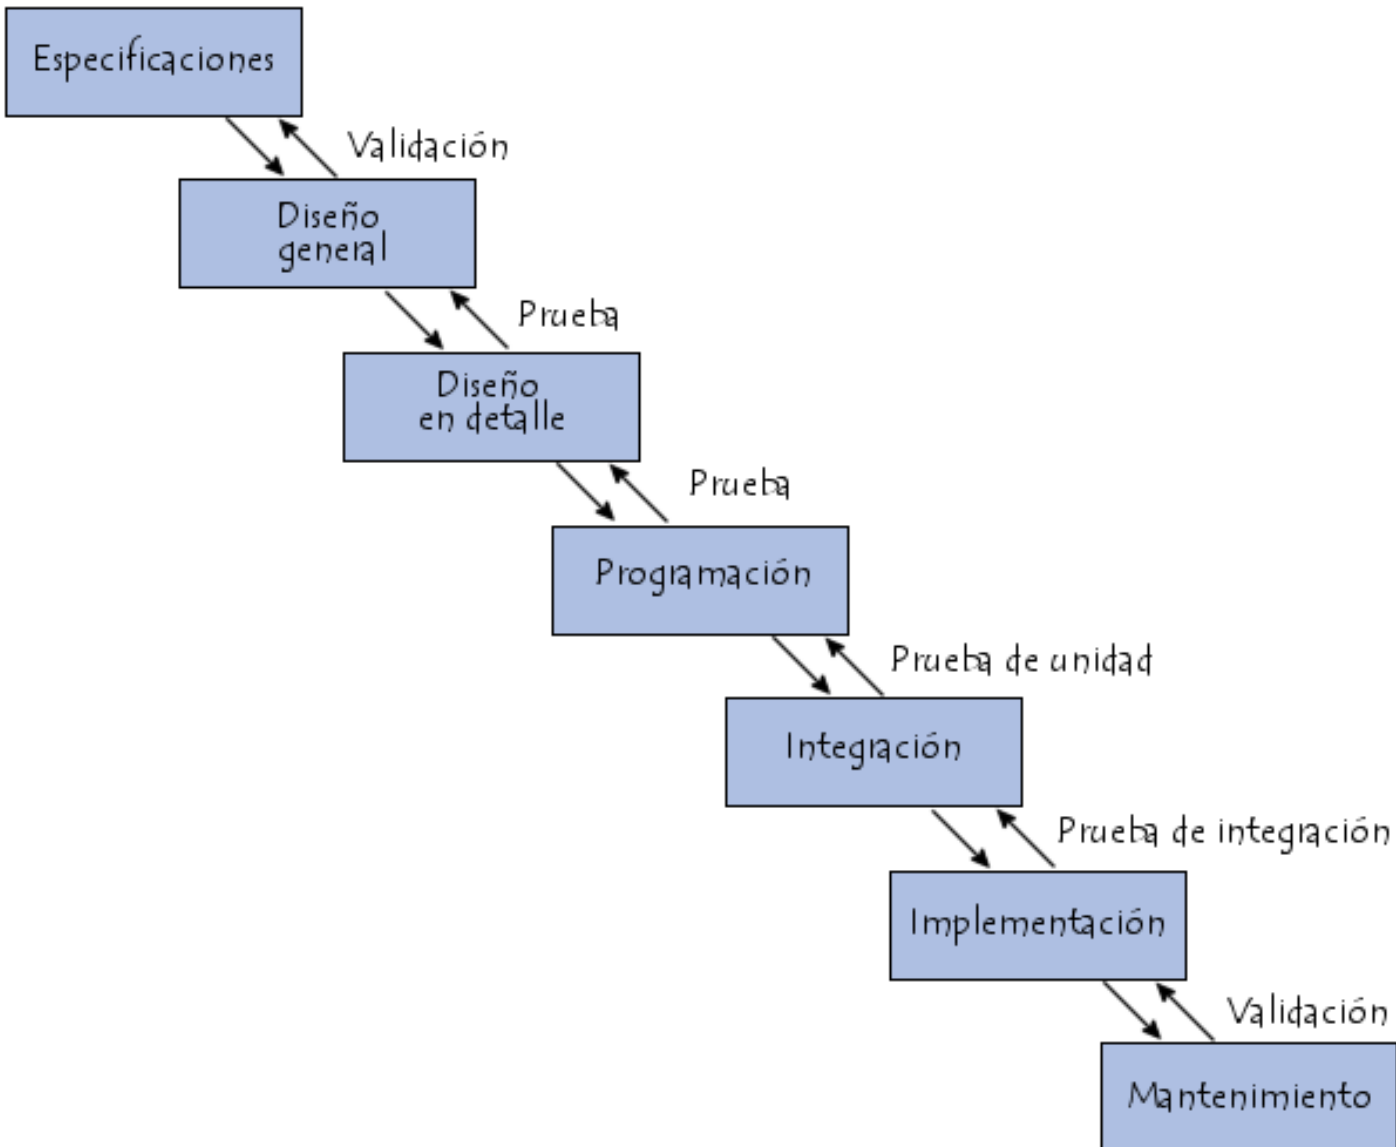 Especificaciones
Validación
Diseño
general
Prueba
Diseño
en detalle
Prueba
Programación
Prueba de unidad
Integración
Prueba de integración
Implementación
Validación
Mantenimiento